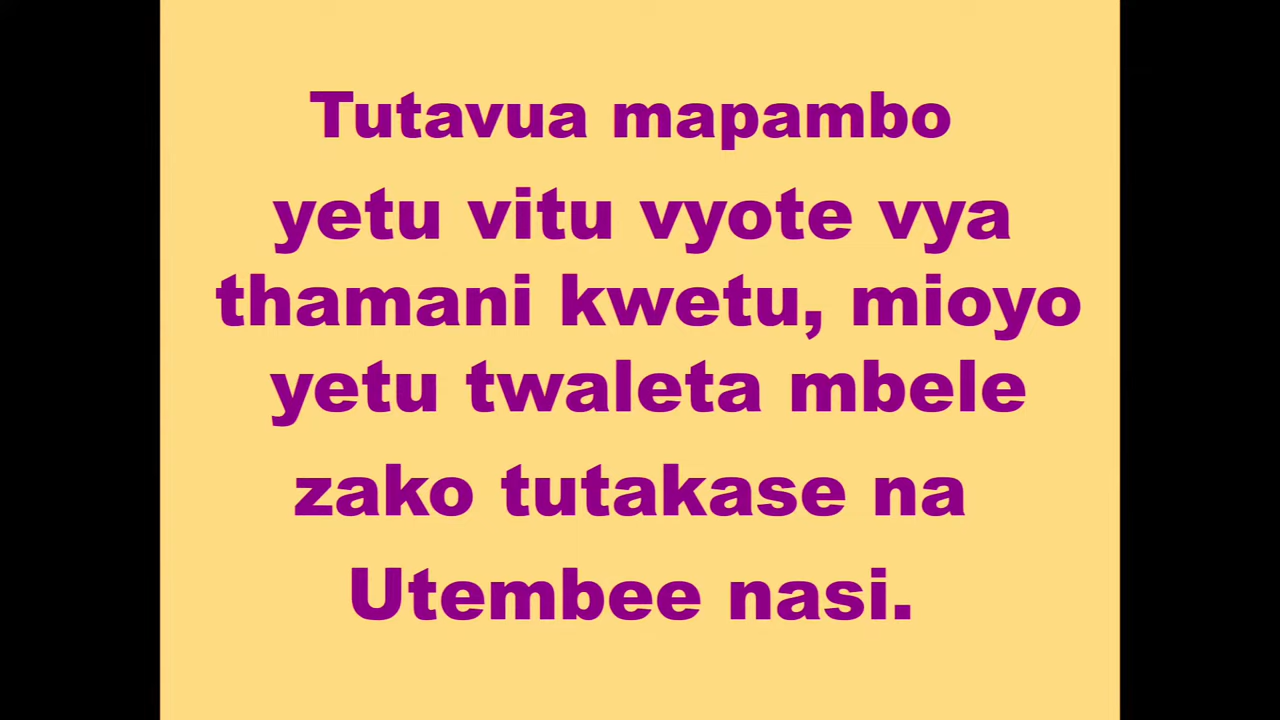 Tutavua mapambo
yetu vitu vyote vya
thamani kwetu, mioyo
yetu twaleta mbele
zako tutakase na
Utembee nasi.